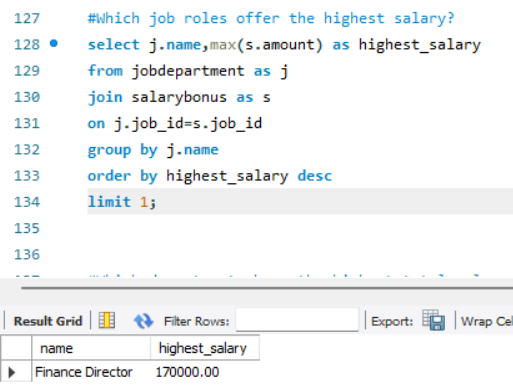 127 #Which job roles offer the highest salary?
128 select j.name,max(s.amount) as highest_salary
129 from jobdepartment as j
130 join salarybonus as s
131 on j.job_id=s.job_id
132 group by j.name
133 order by highest_salary desc
134 limit 1;
135
136
Result Grid Filter Rows: Export: Wrap Cel
name highest_salary
Finance Director 170000.00